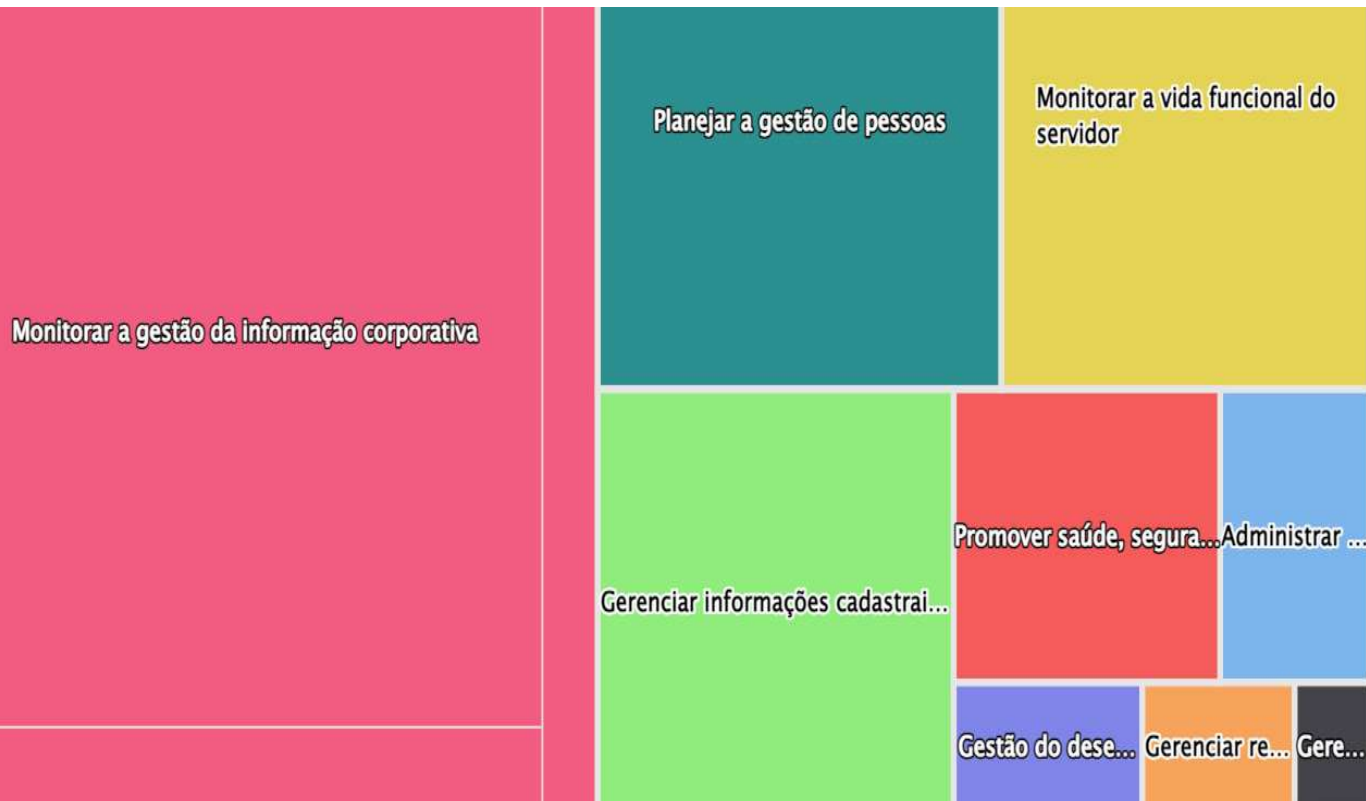 Monitorar a gestão da informação corporativa
Planejar a gestão de pessoas
Monitorar a vida funcional do
servidor
Gerenciar informações cadastrai...
Promover saúde, segura...
Administrar ...
Gestão do dese...
Gerenciar re...
Gere...